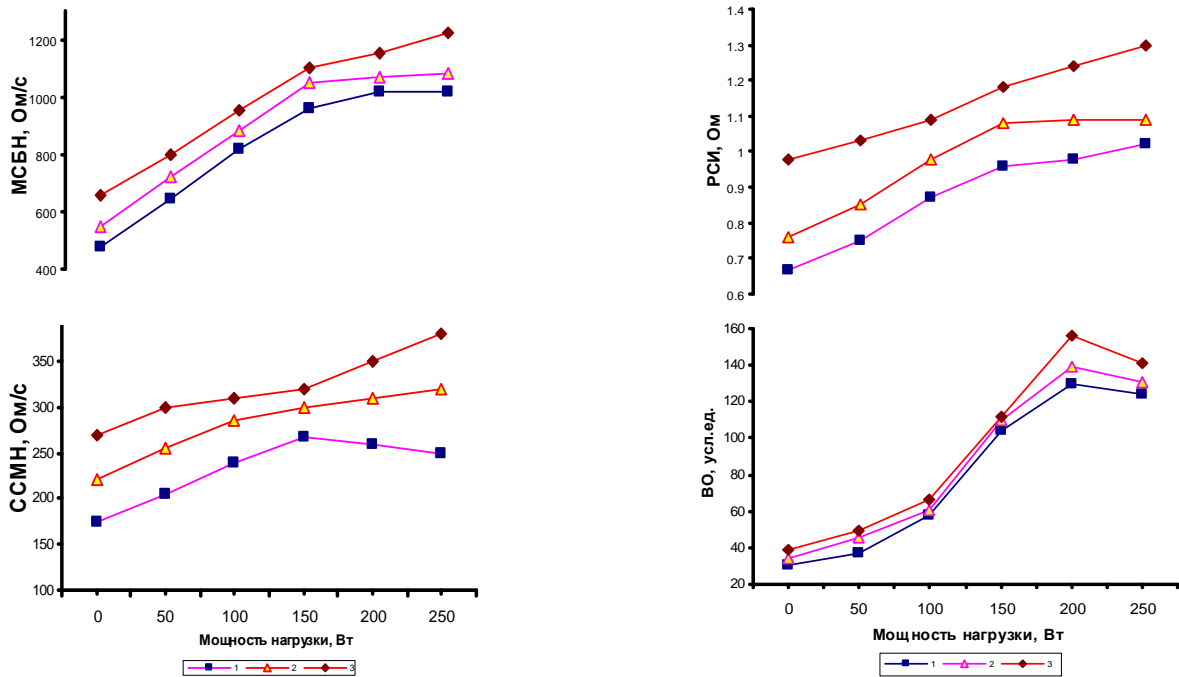 МСБН, Ом/с
1200
1000
800
600
400
РСИ, Ом
1.4
1.3
1.2
1.1
1
0.9
0.8
0.7
0.6
ССМН, Ом/с
350
300
250
200
150
100
0 50 100 150 200 250
Мощность нагрузки, Вт
1 2 3
ВО, усл.ед.
160
140
120
100
80
60
40
20
0 50 100 150 200 250
Мощность нагрузки, Вт
1 2 3